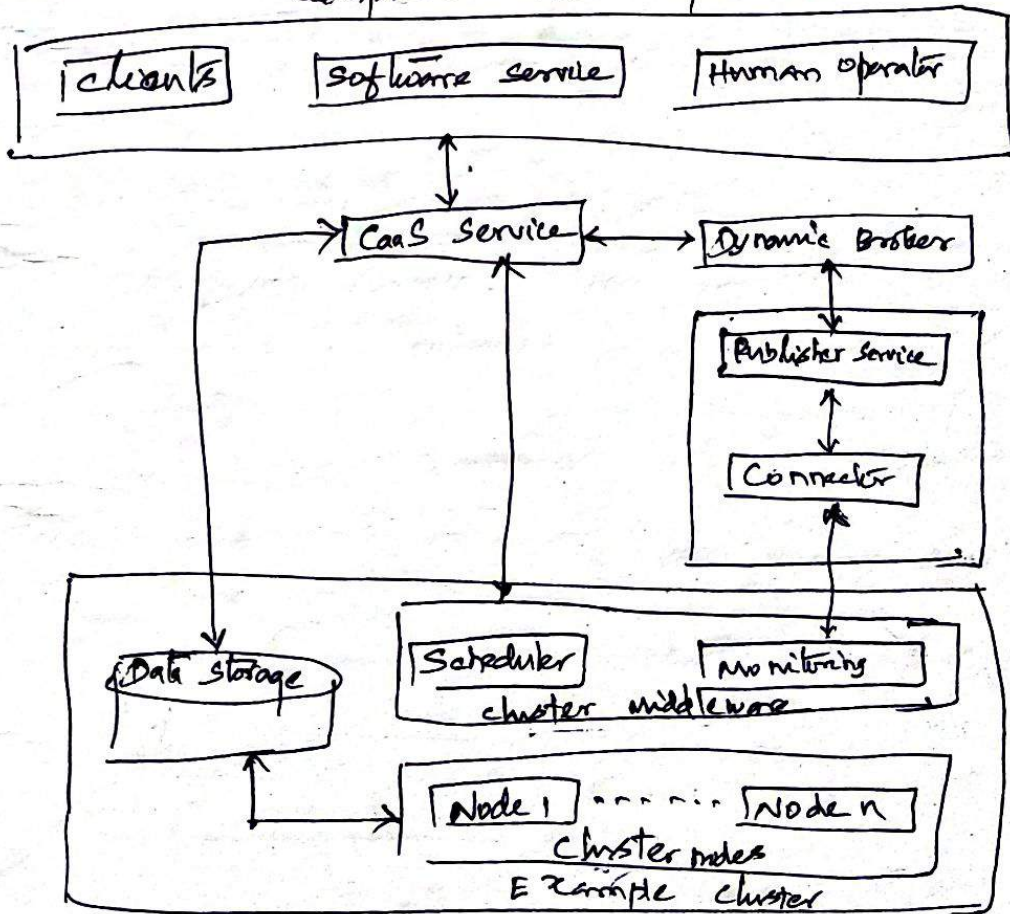 Clients
Software Service
Human Operator
CaaS Service
Dynamic Broker
Publisher Service
Connector
Data Storage
Scheduler
Monitoring
cluster middleware
Node 1 ------- Node n
Cluster nodes
Example cluster